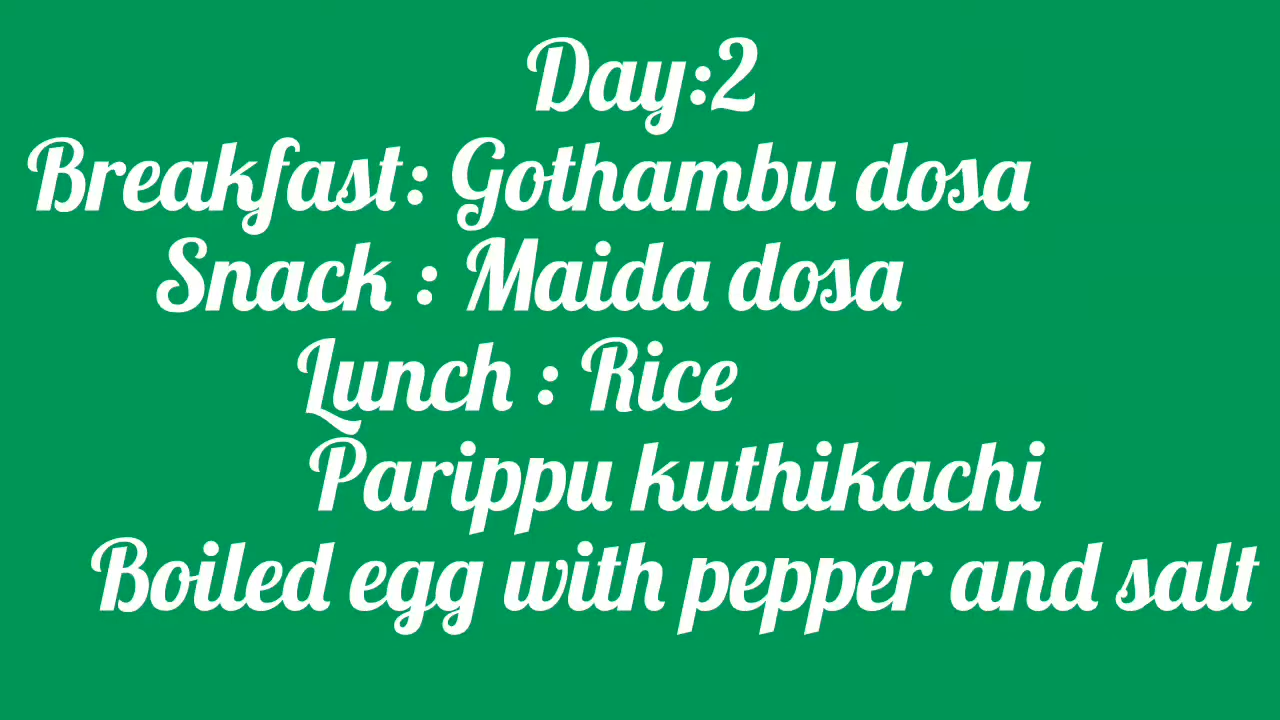 Day:2
Breakfast: Gothambu dosa
Snack : Maida dosa
Lunch : Rice
Parippu kuthikachi
Boiled egg with pepper and salt